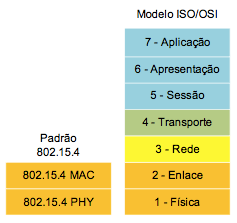 Modelo ISO/OSI
7 - Aplicação
6 - Apresentação
5 - Sessão
4 - Transporte
Padrão
802.15.4
3 - Rede
802.15.4 MAC
2 - Enlace
802.15.4 PHY
1 - Física